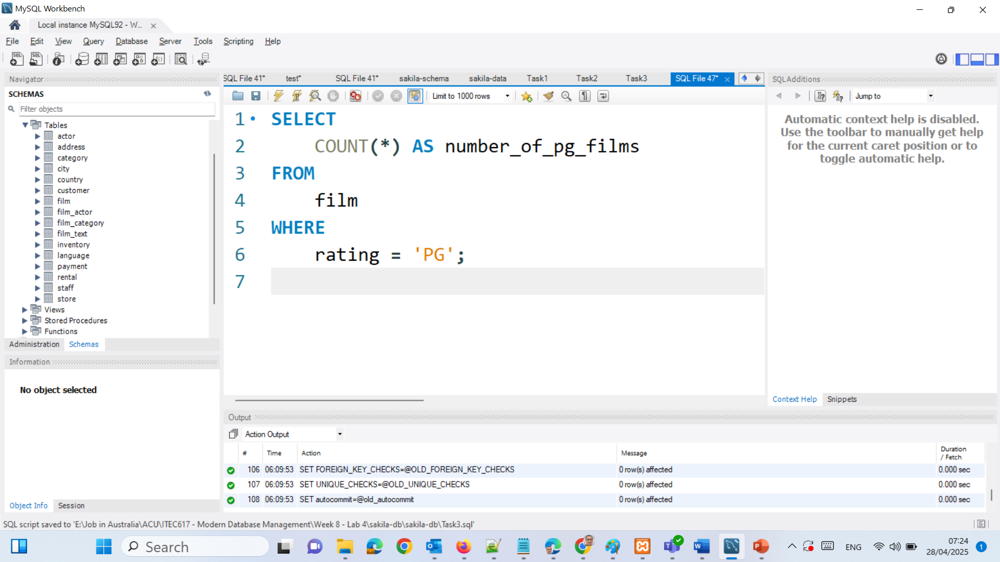 MySQL Workbench
Local instance MySQL92 - W...
File Edit View Query Database Server Tools Scripting Help
Navigator
SCHEMAS
Filter objects
Tables
actor
address
category
city
country
customer
film
film_actor
film_category
film_text
inventory
language
payment
rental
staff
store
Views
Stored Procedures
Functions
Administration Schemas
Information
No object selected
Object Info Session
SQL File 41* test* SQL File 41* sakila-schema sakila-data Task1 Task2 Task3 SQL File 47*
Limit to 1000 rows
1 SELECT
2 COUNT(*) AS number_of_pg_films
3 FROM
4 film
5 WHERE
6 rating = 'PG';
7
SQLAdditions
Jump to
Automatic context help is disabled.
Use the toolbar to manually get help
for the current caret position or to
toggle automatic help.
Context Help Snippets
Output
Action Output
# Time Action Message Duration / Fetch
106 06:09:53 SET FOREIGN_KEY_CHECKS=@OLD_FOREIGN_KEY_CHECKS 0 row(s) affected 0.000 sec
107 06:09:53 SET UNIQUE_CHECKS=@OLD_UNIQUE_CHECKS 0 row(s) affected 0.000 sec
108 06:09:53 SET autocommit=@old_autocommit 0 row(s) affected 0.000 sec
SQL script saved to 'E:\Job in Australia\ACU\ITEC617 - Modern Database Management\Week 8 - Lab 4\sakila-db\sakila-db\Task3.sql'
Search
ENG
07:24
28/04/2025
1